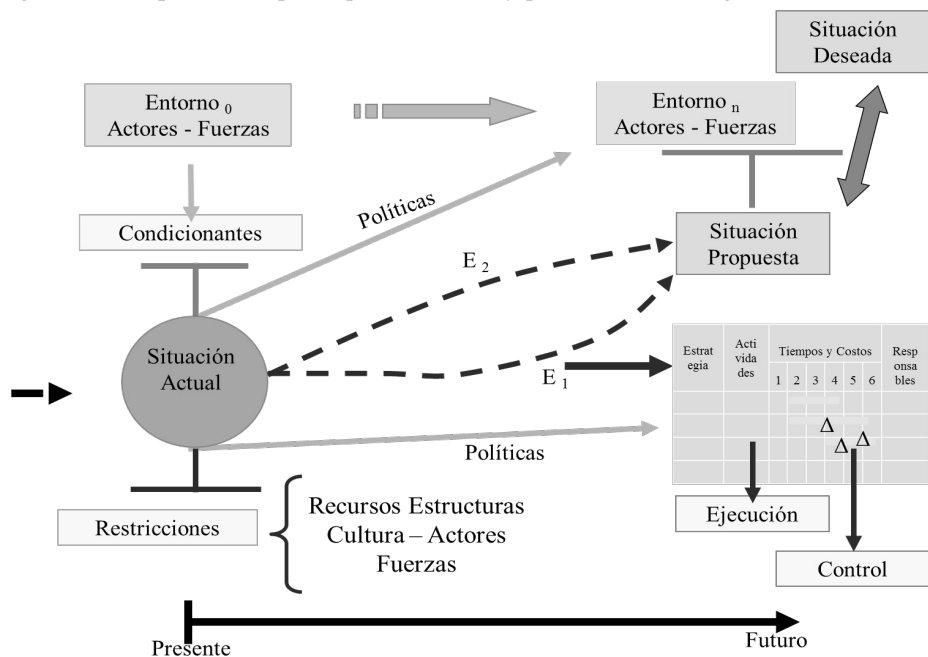 Situación
Deseada
Entorno 0
Actores - Fuerzas
Entorno n
Actores - Fuerzas
Políticas
Condicionantes
Situación
Propuesta
E 2
Situación
Actual
E 1
Estrat
egia
Acti
vida
des
Tiempos y Costos
1 2 3 4 5 6
Resp
onsa
bles
Δ
Δ Δ
Políticas
Restricciones
Recursos Estructuras
Cultura – Actores
Fuerzas
Ejecución
Control
Presente
Futuro